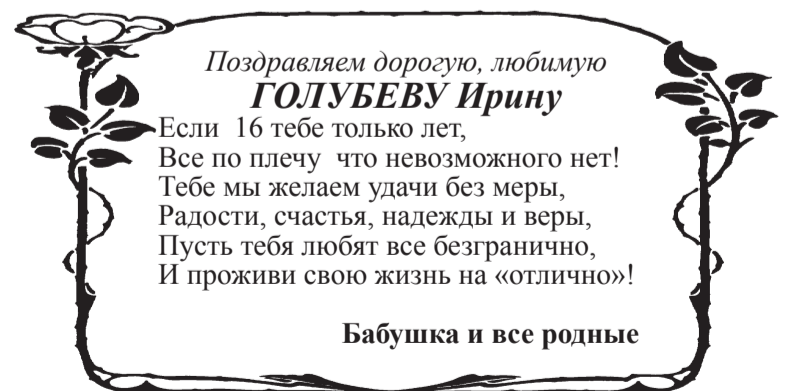 Поздравляем дорогую, любимую
ГОЛУБЕВУ Ирину
Если 16 тебе только лет,
Все по плечу что невозможного нет!
Тебе мы желаем удачи без меры,
Радости, счастья, надежды и веры,
Пусть тебя любят все безгранично,
И проживи свою жизнь на «отлично»!
Бабушка и все родные